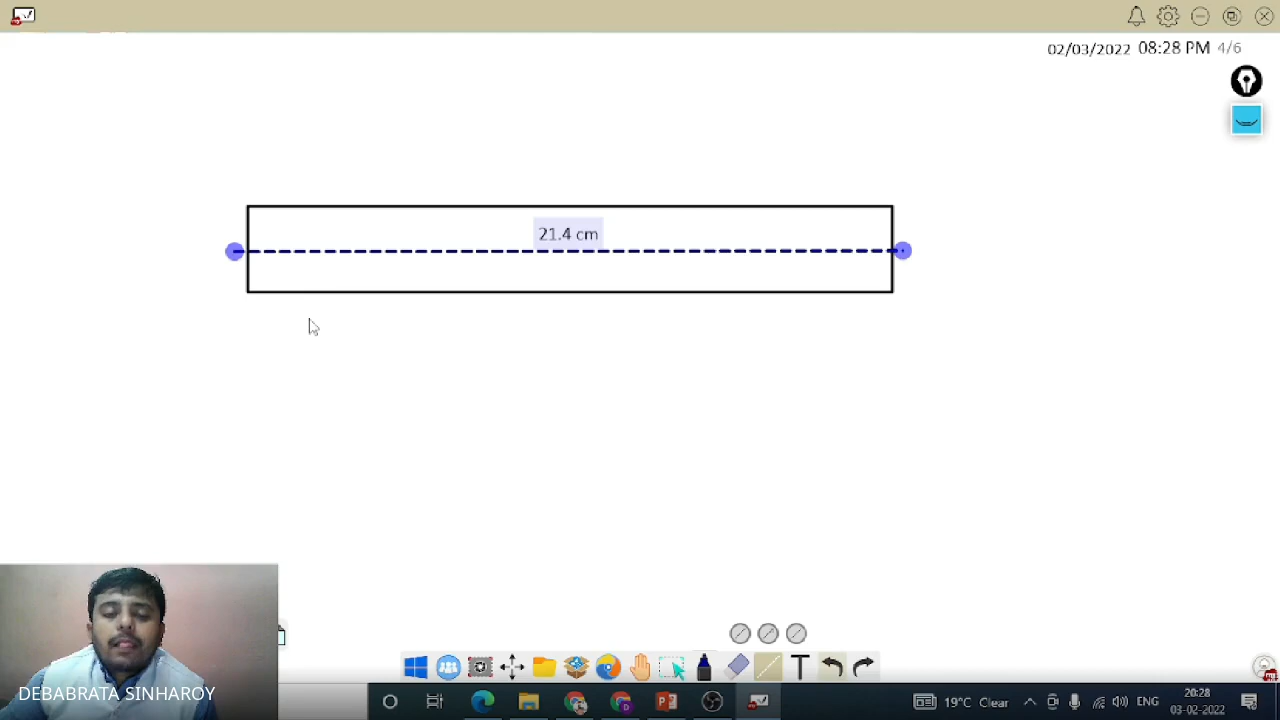 02/03/2022 08:28 PM 4/6
21.4 cm
DEBABRATA SINHAROY
19°C Clear
ENG
20:28
03-02-2022